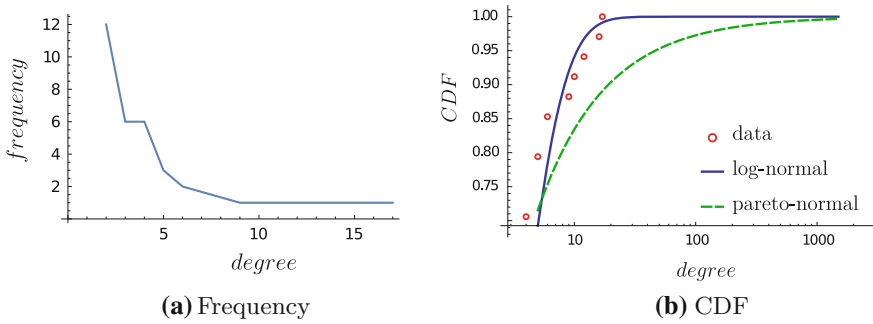 12
10
8
6
4
2
frequency
5
10
15
degree
(a) Frequency
1.00
0.95
0.90
0.85
0.80
0.75
CDF
data
log-normal
pareto-normal
10
100
1000
degree
(b) CDF